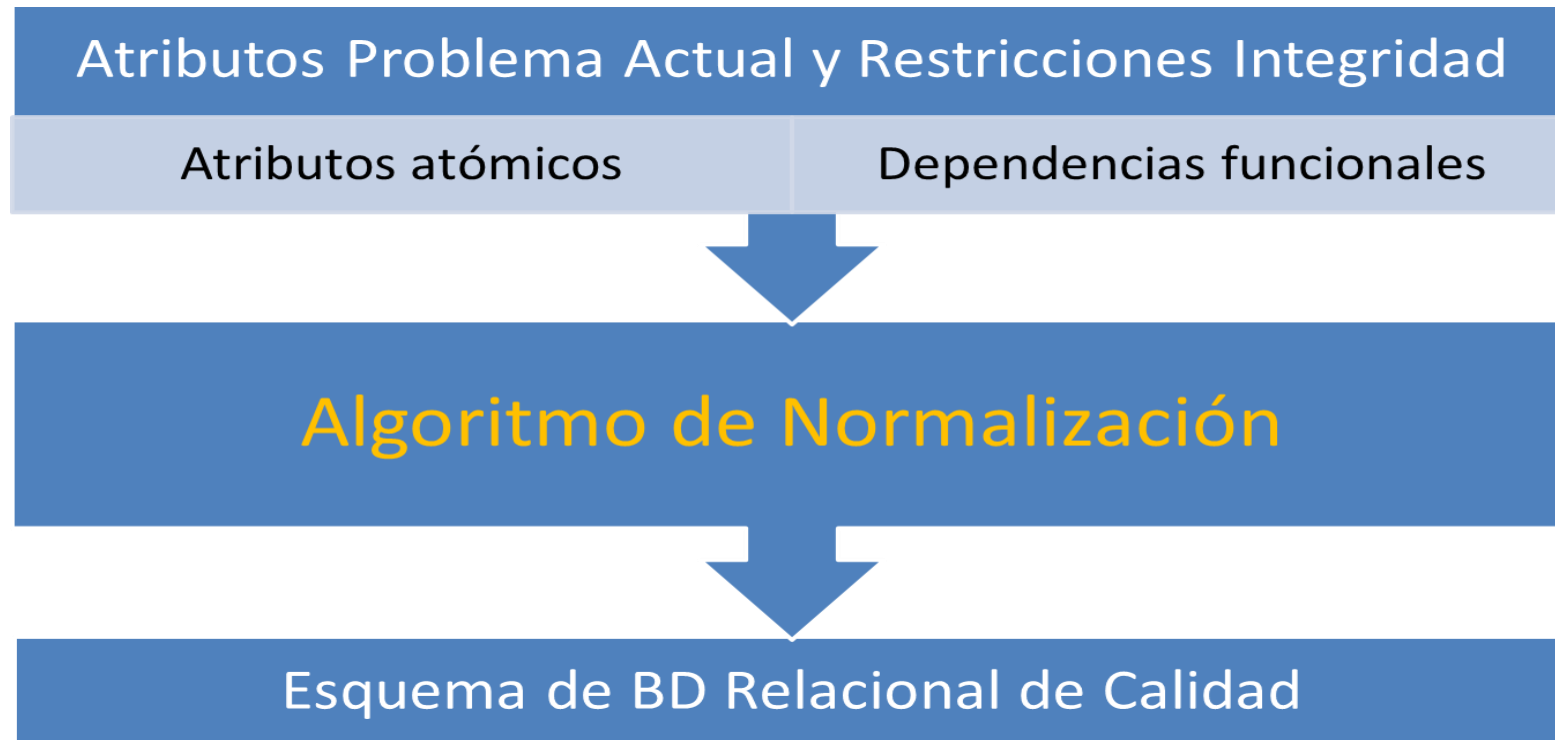 Atributos Problema Actual y Restricciones Integridad
Atributos atómicos
Dependencias funcionales
Algoritmo de Normalización
Esquema de BD Relacional de Calidad